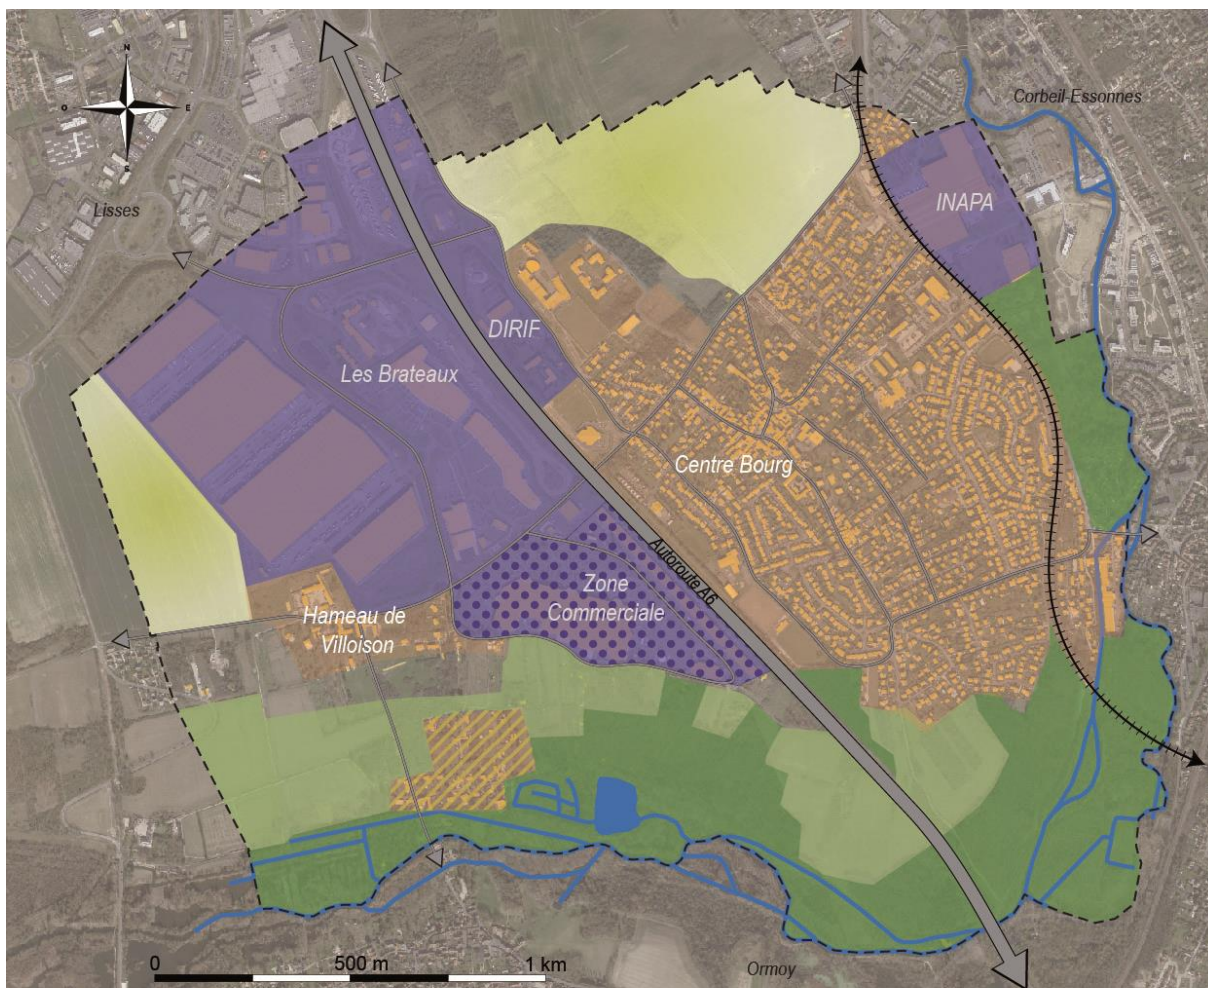 N
O
E
S
Corbeil-Essonnes
Lisses
INAPA
DIRIF
Les Brateaux
Centre Bourg
Autoroute A6
Zone
Commerciale
Hameau de
Villoison
0
500 m
1 km
Ormoy